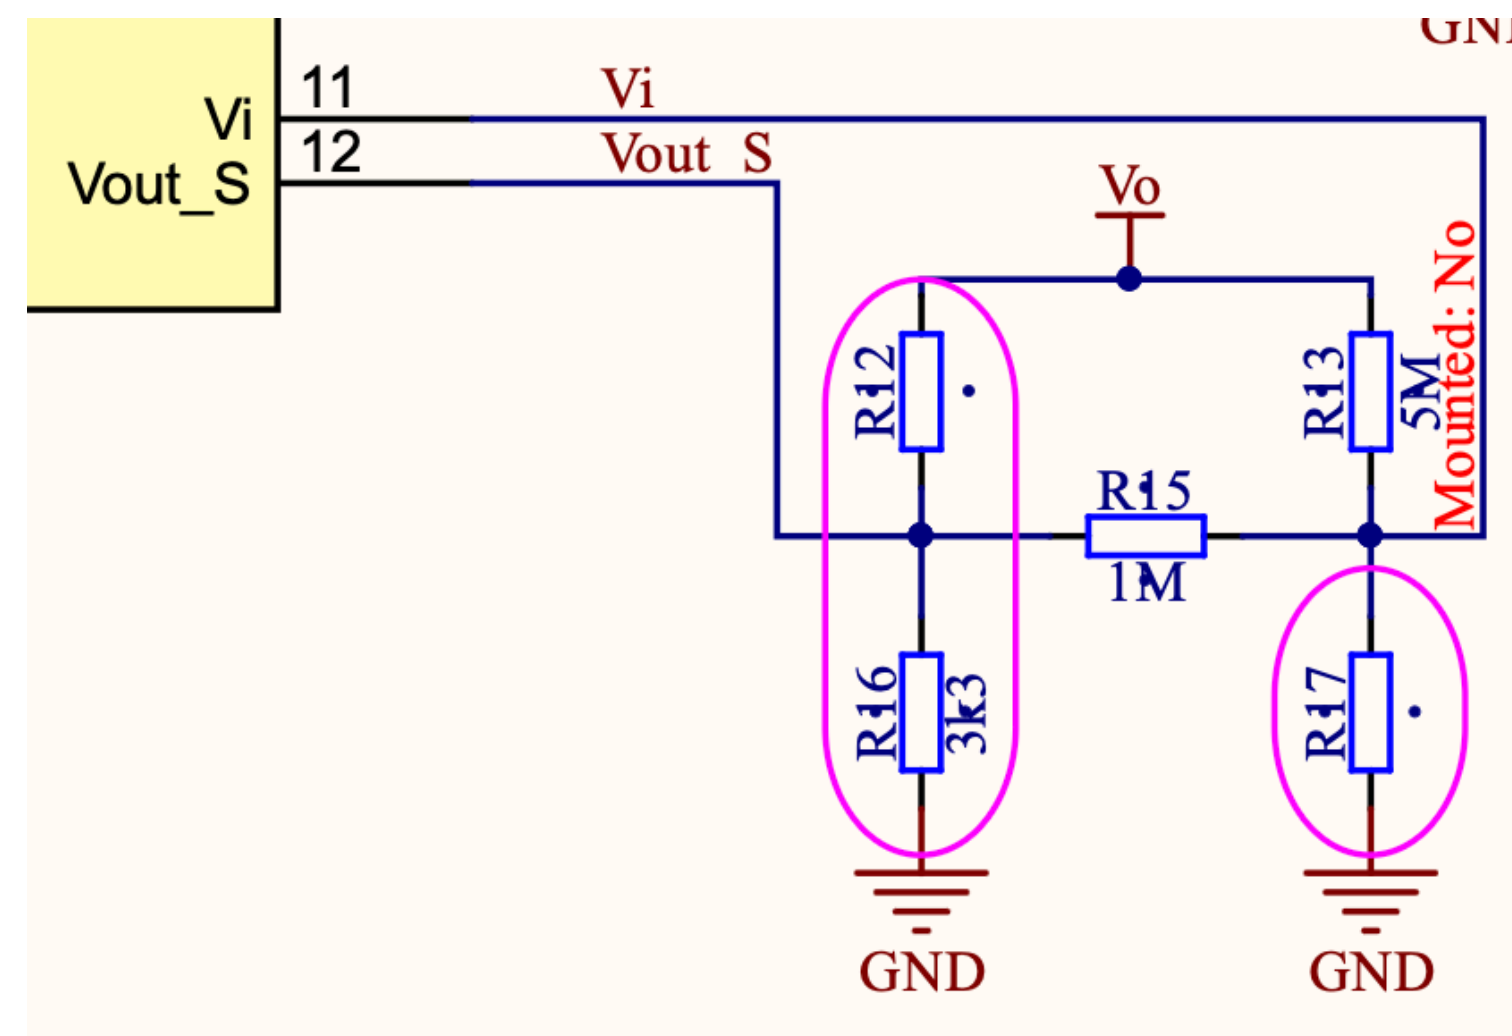 GN
11
Vi
Vi
12
Vout S
Vout_S
Vo
Mounted: No
R12
R13
5M
R15
1M
R16
3k3
R17
GND
GND